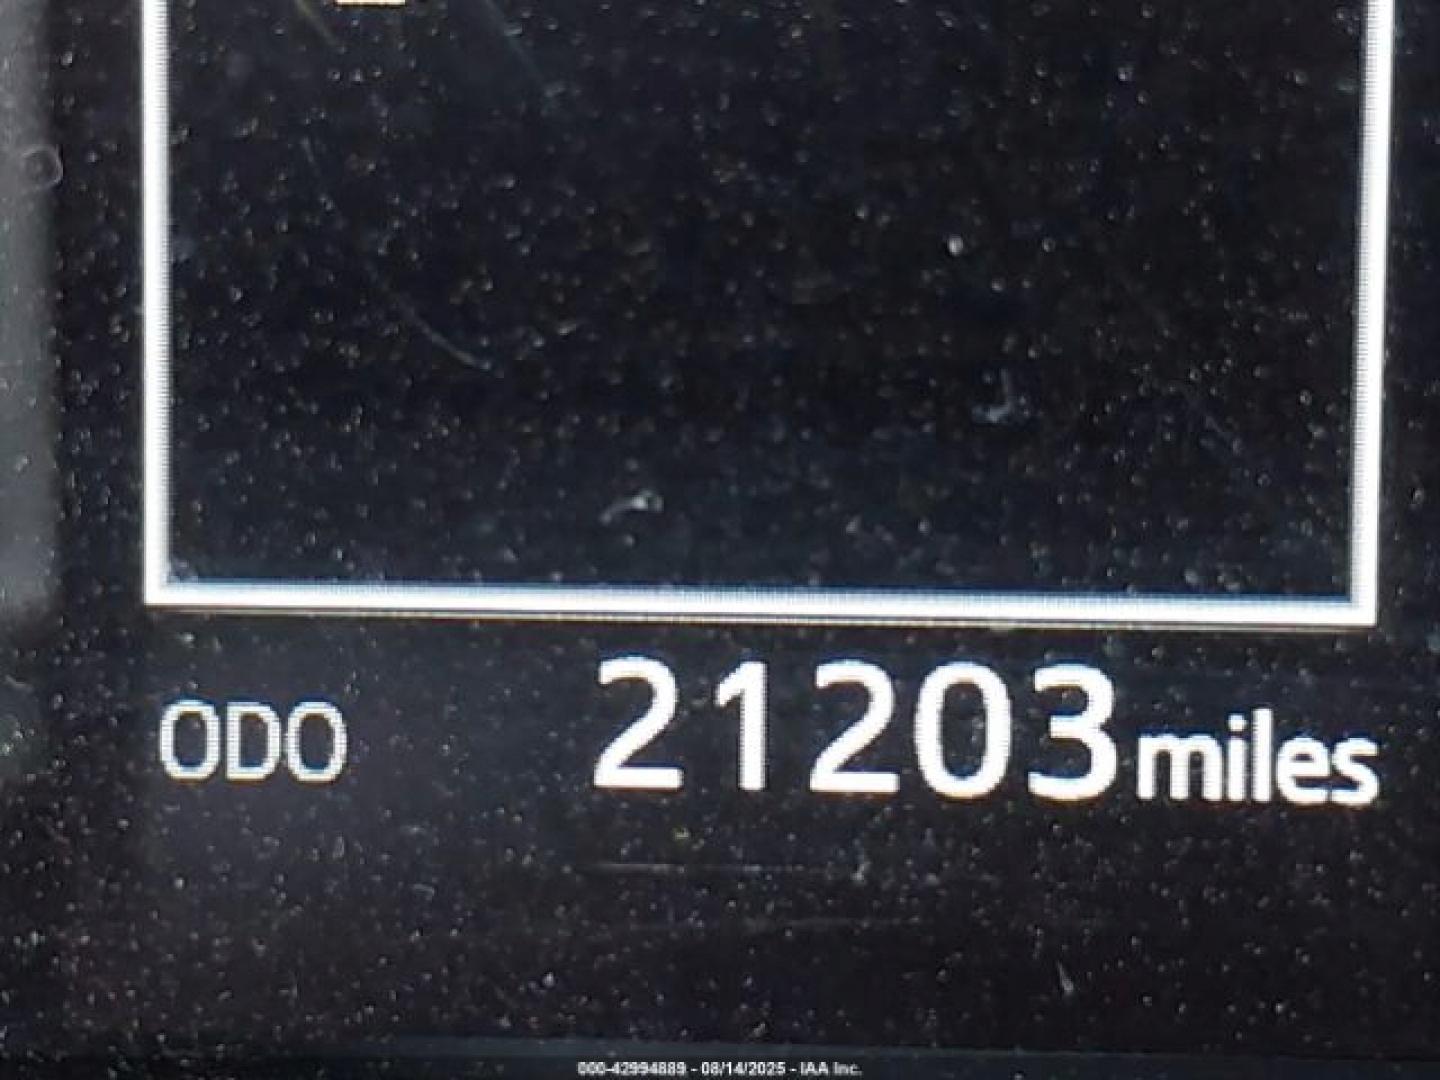 ODO 21203 miles
000-42994889 - 08/14/2025 - IAA Inc.